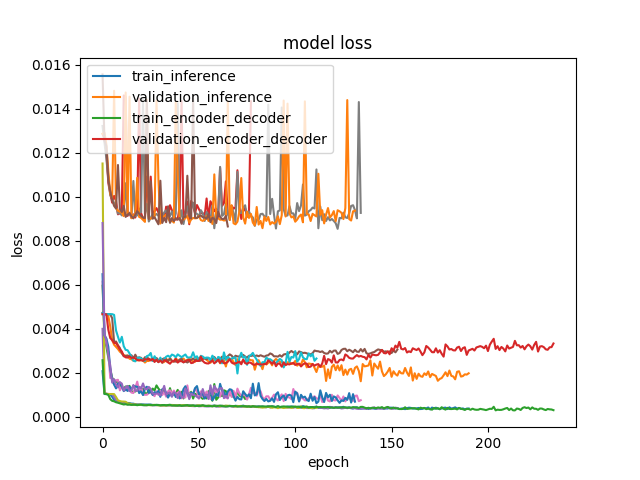 model loss
train_inference
validation_inference
train_encoder_decoder
validation_encoder_decoder
0.016
0.014
0.012
0.010
0.008
0.006
0.004
0.002
0.000
loss
0
50
100
150
200
epoch